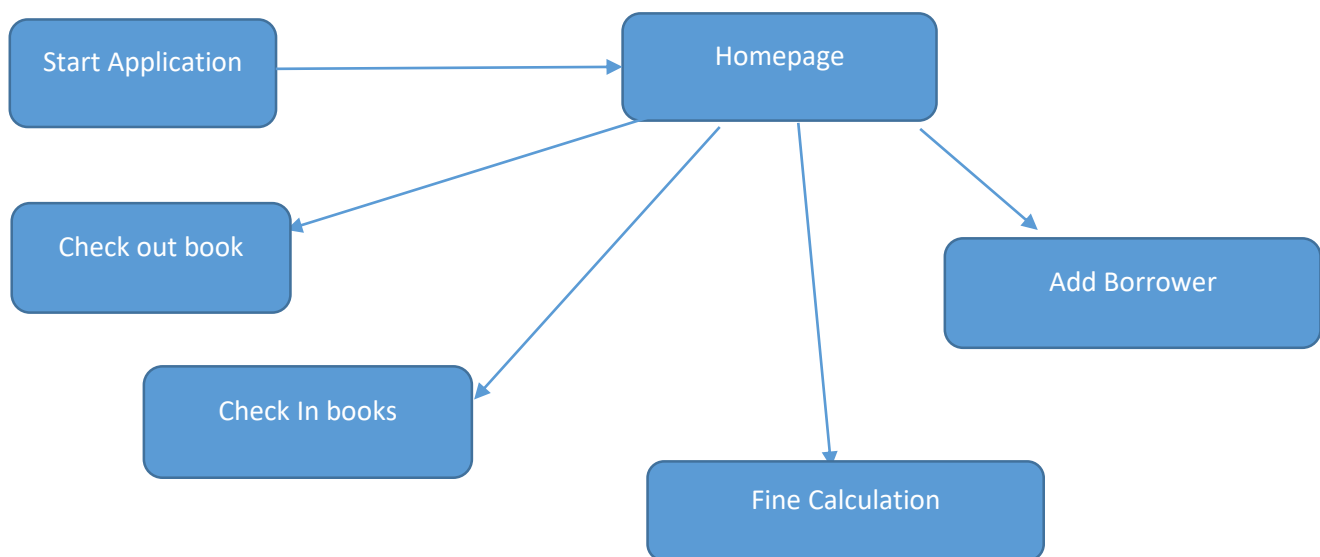 Start Application
Homepage
Check out book
Add Borrower
Check In books
Fine Calculation